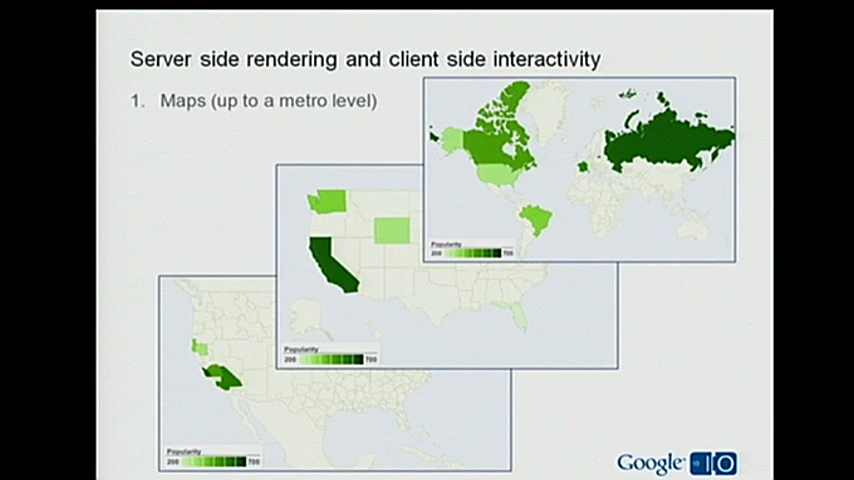 Server side rendering and client side interactivity
1. Maps (up to a metro level)
Popularity
200 700
Popularity
200 700
Popularity
200 700
Google IO